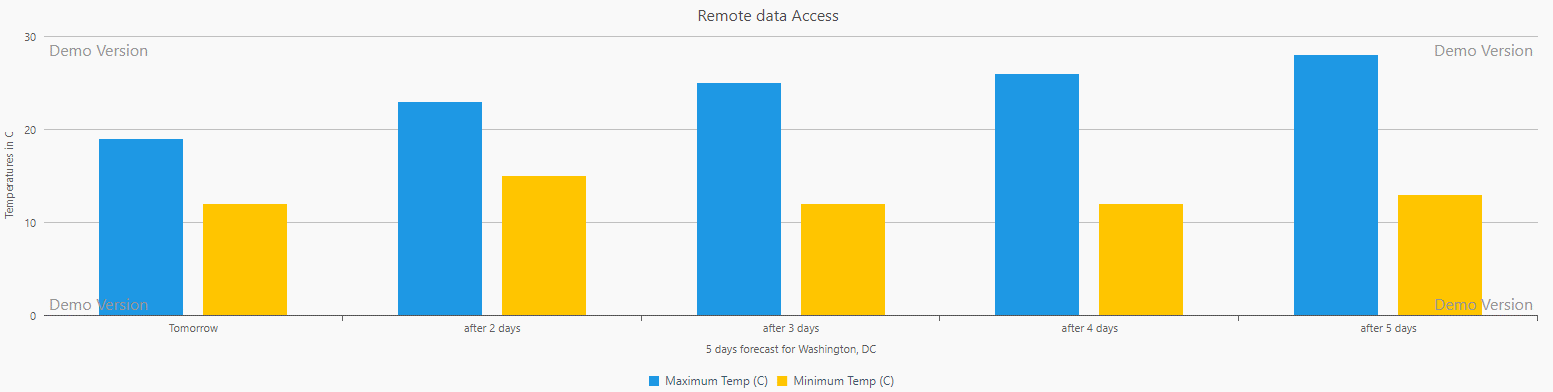 Remote data Access
30
Demo Version
Demo Version
20
Temperatures in C
10
Demo Version
Demo Version
0
Tomorrow
after 2 days
after 3 days
after 4 days
after 5 days
5 days forecast for Washington, DC
Maximum Temp (C)
Minimum Temp (C)